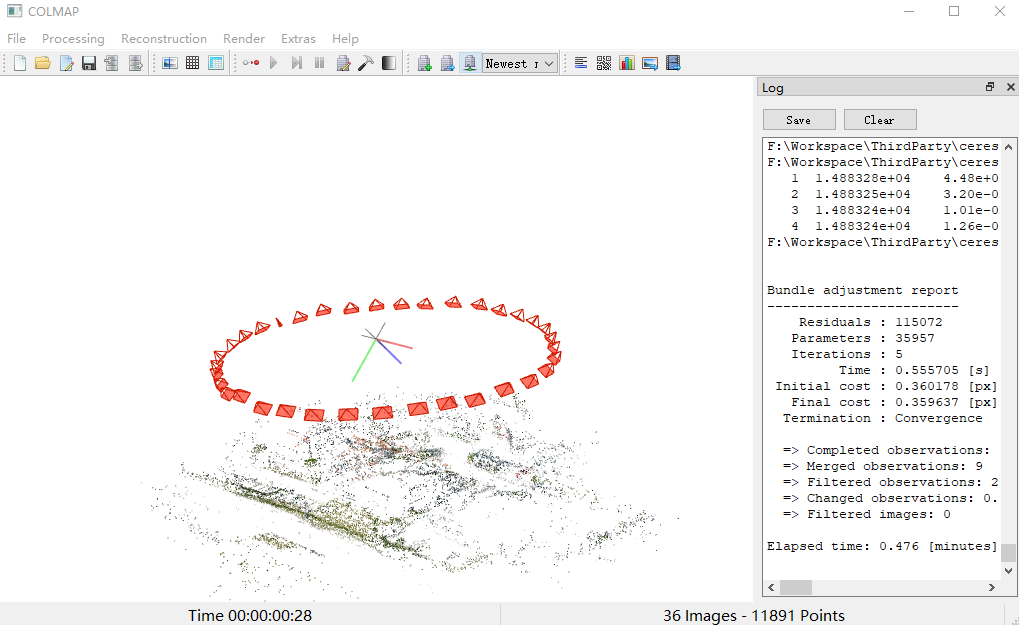 COLMAP
File Processing Reconstruction Render Extras Help
Newest
Log
Save Clear
F:\Workspace\ThirdParty\ceres
F:\Workspace\ThirdParty\ceres
1 1.488328e+04 4.48e+0
2 1.488325e+04 3.20e-0
3 1.488324e+04 1.01e-0
4 1.488324e+04 1.26e-0
F:\Workspace\ThirdParty\ceres
Bundle adjustment report
------------------------
Residuals : 115072
Parameters : 35957
Iterations : 5
Time : 0.555705 [s]
Initial cost : 0.360178 [px]
Final cost : 0.359637 [px]
Termination : Convergence
=> Completed observations:
=> Merged observations: 9
=> Filtered observations: 2
=> Changed observations: 0.
=> Filtered images: 0
Elapsed time: 0.476 [minutes]
Time 00:00:00:28
36 Images - 11891 Points